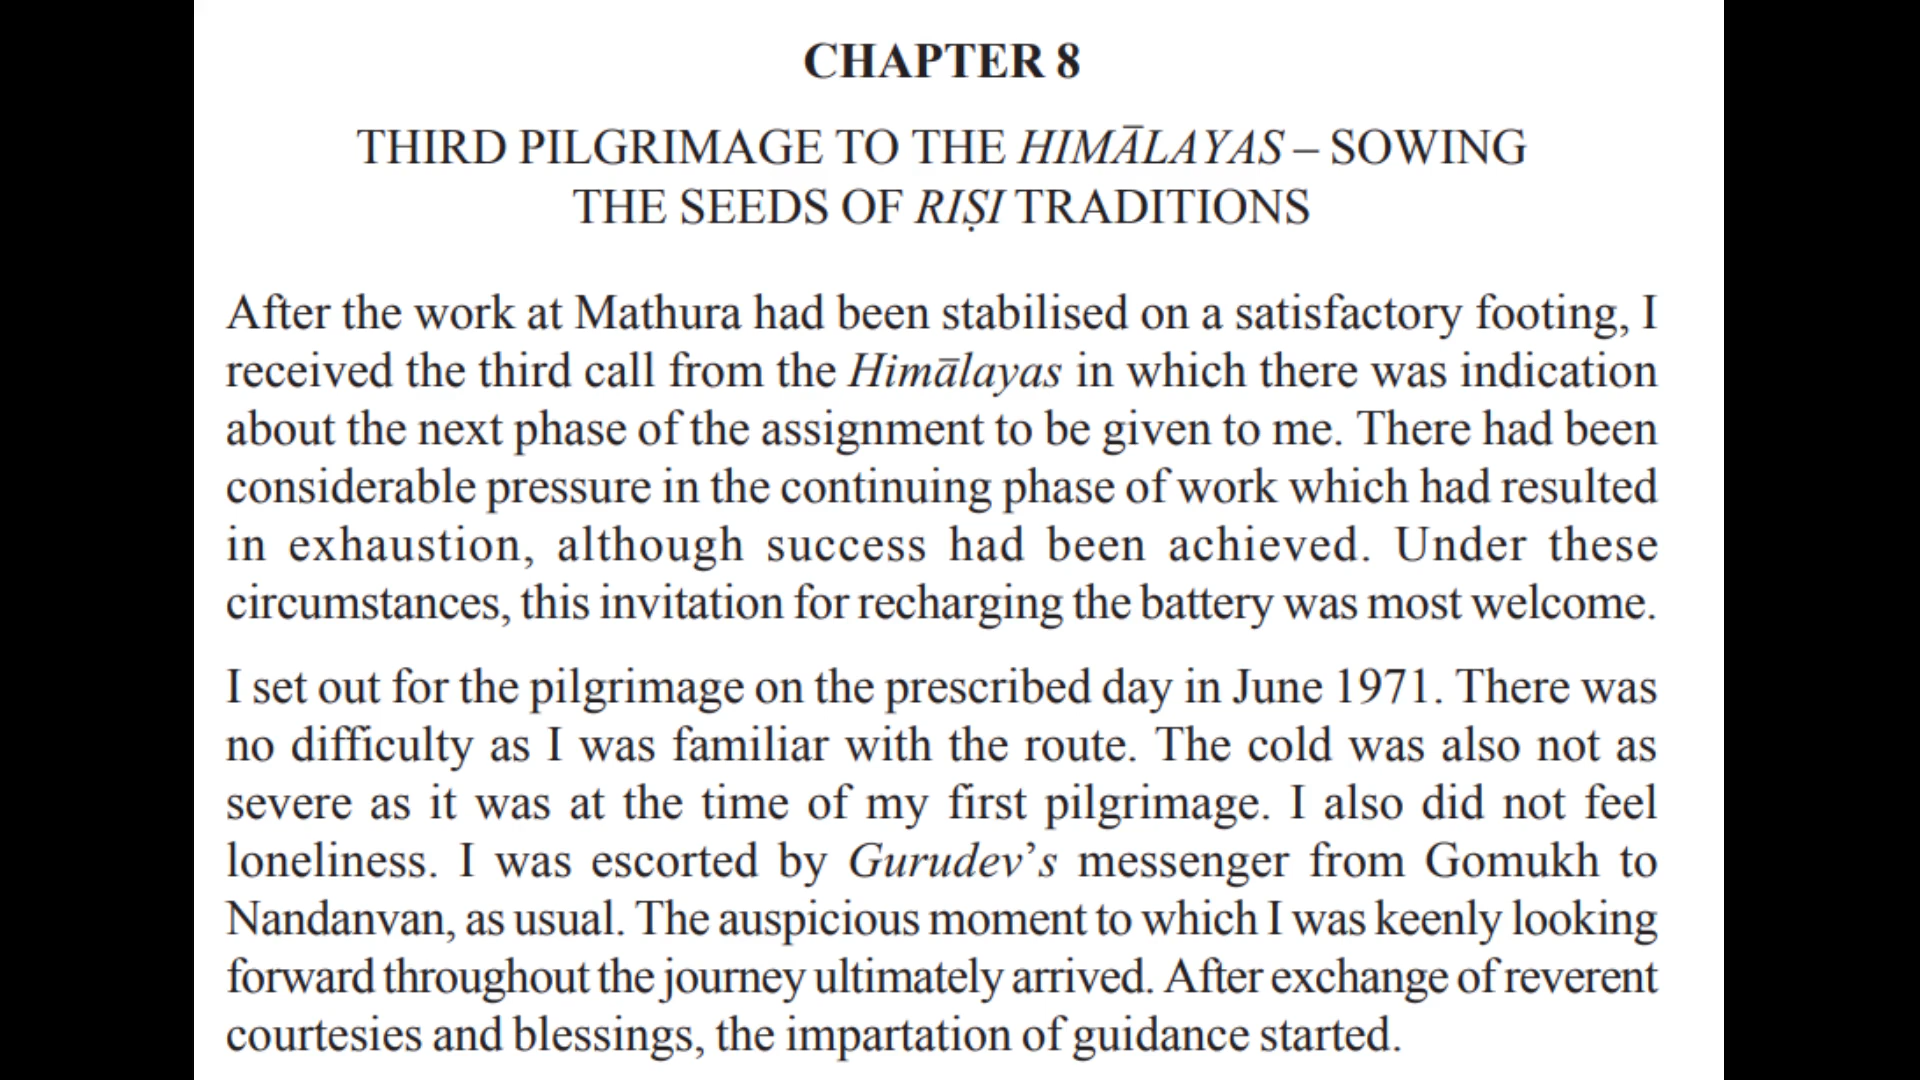 CHAPTER 8
THIRD PILGRIMAGE TO THE HIMĀLAYAS – SOWING
THE SEEDS OF RIṢI TRADITIONS
After the work at Mathura had been stabilised on a satisfactory footing, I
received the third call from the Himālayas in which there was indication
about the next phase of the assignment to be given to me. There had been
considerable pressure in the continuing phase of work which had resulted
in exhaustion, although success had been achieved. Under these
circumstances, this invitation for recharging the battery was most welcome.
I set out for the pilgrimage on the prescribed day in June 1971. There was
no difficulty as I was familiar with the route. The cold was also not as
severe as it was at the time of my first pilgrimage. I also did not feel
loneliness. I was escorted by Gurudev’s messenger from Gomukh to
Nandanvan, as usual. The auspicious moment to which I was keenly looking
forward throughout the journey ultimately arrived. After exchange of reverent
courtesies and blessings, the impartation of guidance started.